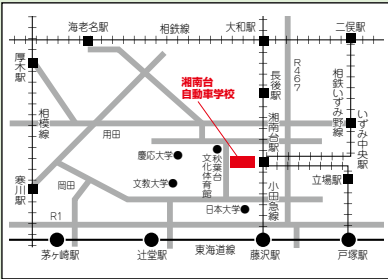 海老名駅
相鉄線
大和駅
二俣駅
厚木駅
湘南台
自動車学校
R467
長後駅
相模線
相鉄いずみ野線
いずみ中央駅
用田
湘南台駅
慶応大学
秋葉台
文化体育館
岡田
文教大学
立場駅
寒川駅
小田急線
日本大学
R1
東海道線
茅ヶ崎駅
辻堂駅
藤沢駅
戸塚駅